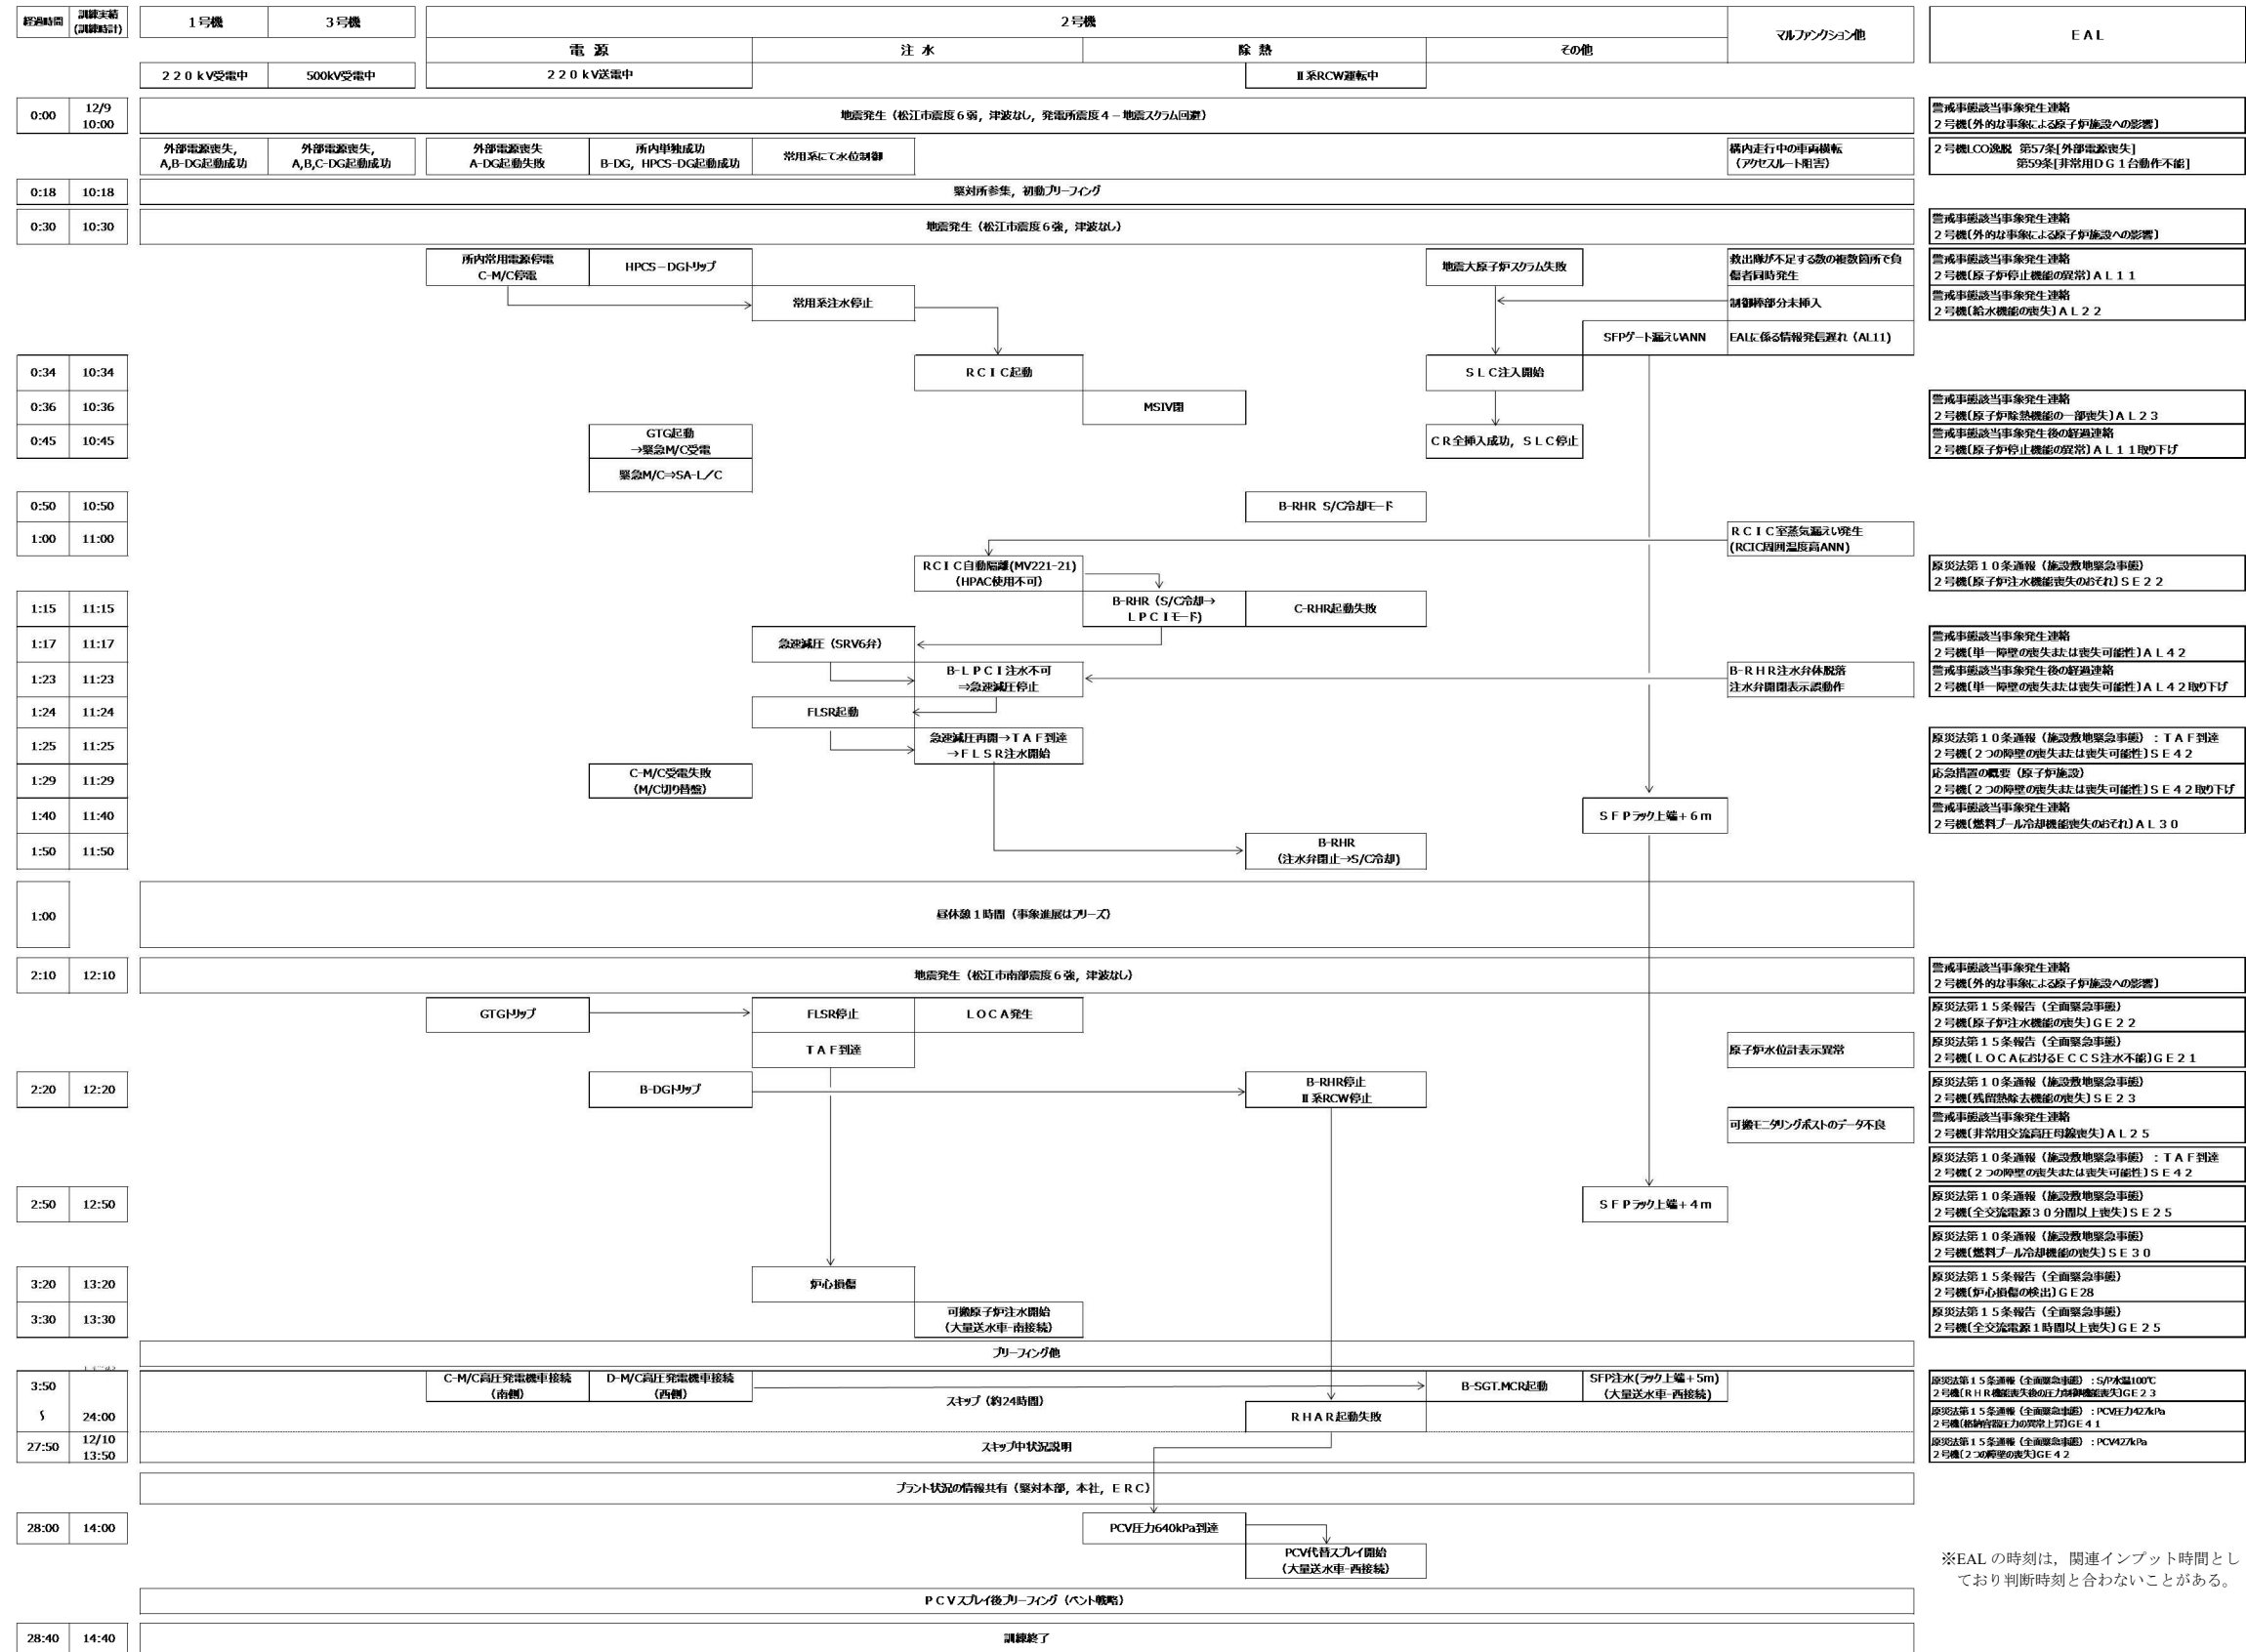 経過時間
訓練実績
(訓練時計)
1号機
3号機
2号機
マルファンクション他
EAL
電 源
注 水
除 熱
その他
220kV受電中
500kV受電中
220kV送電中
Ⅱ系RCW運転中
0:00
12/9
10:00
地震発生（松江市震度6弱，津波なし，発電所震度4－地震スクラム回避）
警戒事態該当事象発生連絡
2号機〔外的な事象による原子炉施設への影響〕
外部電源喪失，
A,B-DG起動成功
外部電源喪失，
A,B,C-DG起動成功
外部電源喪失
A-DG起動失敗
所内単独成功
B-DG，HPCS-DG起動成功
常用系にて水位制御
構内走行中の車両横転
（アクセスルート阻害）
2号機LCO逸脱 第57条[外部電源喪失]
第59条[非常用DG1台動作不能]
0:18
10:18
緊対所参集，初動ブリーフィング
0:30
10:30
地震発生（松江市震度6強，津波なし）
警戒事態該当事象発生連絡
2号機〔外的な事象による原子炉施設への影響〕
所内常用電源停電
C-M/C停電
HPCS－DGトリップ
地震大原子炉スクラム失敗
救出隊が不足する数の複数箇所で負
傷者同時発生
警戒事態該当事象発生連絡
2号機〔原子炉停止機能の異常〕AL11
常用系注水停止
制御棒部分未挿入
警戒事態該当事象発生連絡
2号機〔給水機能の喪失〕AL22
SFPゲート漏えいANN
EALに係る情報発信遅れ（AL11）
0:34
10:34
RCIC起動
SLC注入開始
0:36
10:36
MSIV閉
警戒事態該当事象発生連絡
2号機〔原子炉除熱機能の一部喪失〕AL23
0:45
10:45
GTG起動
→緊急M/C受電
CR全挿入成功，SLC停止
警戒事態該当事象発生後の経過連絡
2号機〔原子炉停止機能の異常〕AL11取り下げ
緊急M/C⇒SA-L／C
0:50
10:50
B-RHR S/C冷却モード
1:00
11:00
RCIC室蒸気漏えい発生
(RCIC周囲温度高ANN)
RCIC自動隔離(MV221-21)
（HPAC使用不可）
原災法第10条通報（施設敷地緊急事態）
2号機〔原子炉注水機能喪失のおそれ〕SE22
1:15
11:15
B-RHR（S/C冷却→
LPCIモード）
C-RHR起動失敗
1:17
11:17
急速減圧（SRV6弁）
警戒事態該当事象発生連絡
2号機〔単一障壁の喪失または喪失可能性〕AL42
1:23
11:23
B-LPCI注水不可
⇒急速減圧停止
B-RHR注水弁体脱落
注水弁開閉表示誤動作
警戒事態該当事象発生後の経過連絡
2号機〔単一障壁の喪失または喪失可能性〕AL42取り下げ
1:24
11:24
FLSR起動
1:25
11:25
急速減圧再開→TAF到達
→FLSR注水開始
原災法第10条通報（施設敷地緊急事態）：TAF到達
2号機〔2つの障壁の喪失または喪失可能性〕SE42
1:29
11:29
C-M/C受電失敗
（M/C切り替盤）
応急措置の概要（原子炉施設）
2号機〔2つの障壁の喪失または喪失可能性〕SE42取り下げ
1:40
11:40
SFPラック上端＋6m
警戒事態該当事象発生連絡
2号機〔燃料プール冷却機能喪失のおそれ〕AL30
1:50
11:50
B-RHR
（注水弁閉止→S/C冷却）
1:00
昼休憩1時間（事象進展はフリーズ）
2:10
12:10
地震発生（松江市南部震度6強，津波なし）
警戒事態該当事象発生連絡
2号機〔外的な事象による原子炉施設への影響〕
GTGトリップ
FLSR停止
LOCA発生
原災法第15条報告（全面緊急事態）
2号機〔原子炉注水機能の喪失〕GE22
TAF到達
原子炉水位計表示異常
原災法第15条報告（全面緊急事態）
2号機〔LOCAにおけるECCS注水不能〕GE21
2:20
12:20
B-DGトリップ
B-RHR停止
Ⅱ系RCW停止
原災法第10条通報（施設敷地緊急事態）
2号機〔残留熱除去機能の喪失〕SE23
可搬モニタリングポストのデータ不良
警戒事態該当事象発生連絡
2号機〔非常用交流高圧母線喪失〕AL25
原災法第10条通報（施設敷地緊急事態）：TAF到達
2号機〔2つの障壁の喪失または喪失可能性〕SE42
2:50
12:50
SFPラック上端＋4m
原災法第10条通報（施設敷地緊急事態）
2号機〔全交流電源30分間以上喪失〕SE25
原災法第10条通報（施設敷地緊急事態）
2号機〔燃料プール冷却機能の喪失〕SE30
3:20
13:20
炉心損傷
原災法第15条報告（全面緊急事態）
2号機〔炉心損傷の検出〕GE28
3:30
13:30
可搬原子炉注水開始
（大量送水車-南接続）
原災法第15条報告（全面緊急事態）
2号機〔全交流電源1時間以上喪失〕GE25
ブリーフィング他
3:50
～
27:50
24:00
12/10
13:50
C-M/C高圧発電機車接続
（南側）
D-M/C高圧発電機車接続
（西側）
スキップ（約24時間）
B-SGT.MCR起動
SFP注水(ラック上端＋5m)
（大量送水車-西接続）
原災法第15条通報（全面緊急事態）：S/P水温100℃
2号機〔RHR機能喪失後の圧力制御機能喪失〕GE23
RHAR起動失敗
原災法第15条通報（全面緊急事態）：PCV圧力427kPa
2号機〔格納容器圧力の異常上昇〕GE41
スキップ中状況説明
原災法第15条通報（全面緊急事態）：PCV427kPa
2号機〔2つの障壁の喪失〕GE42
プラント状況の情報共有（緊対本部，本社，ERC）
28:00
14:00
PCV圧力640kPa到達
PCV代替スプレイ開始
（大量送水車-西接続）
※EALの時刻は，関連インプット時間とし
ており判断時刻と合わないことがある。
PCVスプレイ後ブリーフィング（ベント戦略）
28:40
14:40
訓練終了